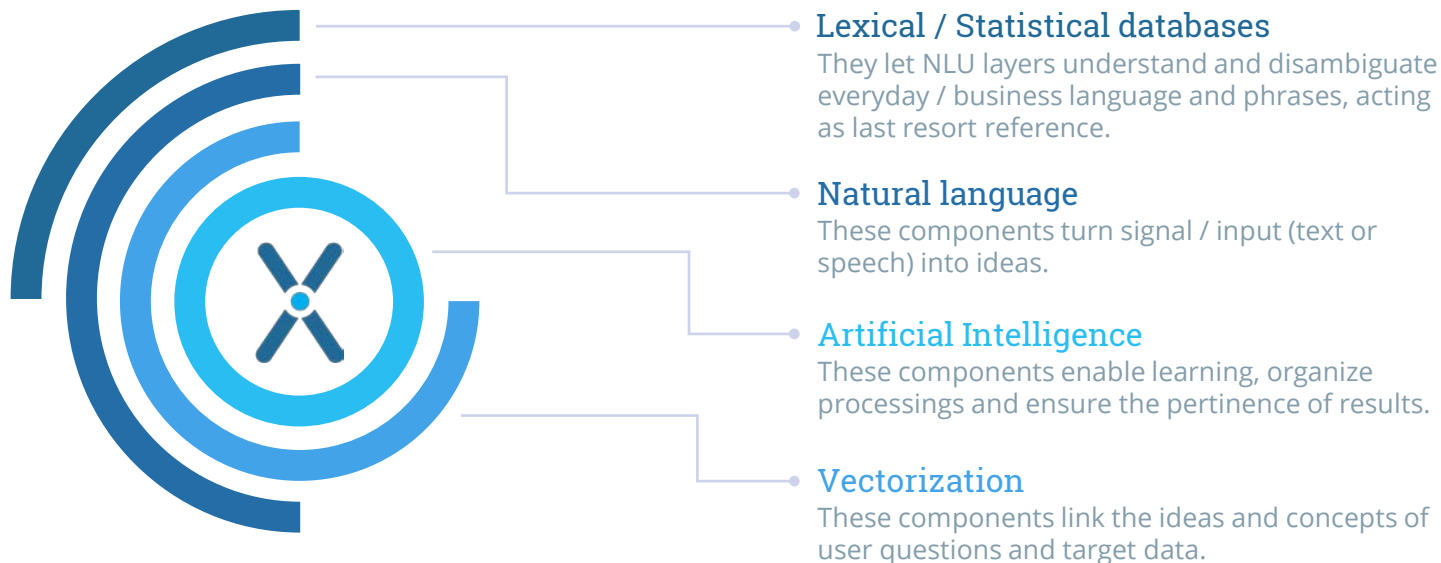 Lexical / Statistical databases
They let NLU layers understand and disambiguate
everyday / business language and phrases, acting
as last resort reference.
Natural language
These components turn signal / input (text or
speech) into ideas.
Artificial Intelligence
These components enable learning, organize
processings and ensure the pertinence of results.
Vectorization
These components link the ideas and concepts of
user questions and target data.